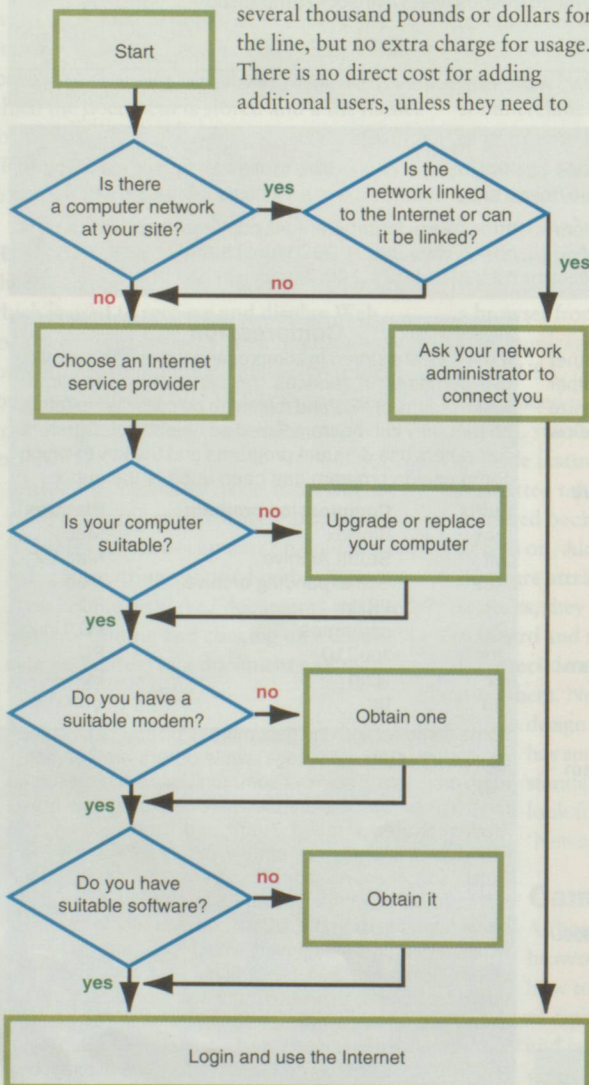 several thousand pounds or dollars for
the line, but no extra charge for usage.
There is no direct cost for adding
additional users, unless they need to
Start
Is there
a computer network
at your site?
yes
Is the
network linked
to the Internet or can
it be linked?
yes
no
no
Choose an Internet
service provider
Ask your network
administrator to
connect you
Is your computer
suitable?
no
Upgrade or replace
your computer
yes
Do you have a
suitable modem?
no
Obtain one
yes
Do you have
suitable software?
no
Obtain it
yes
Login and use the Internet